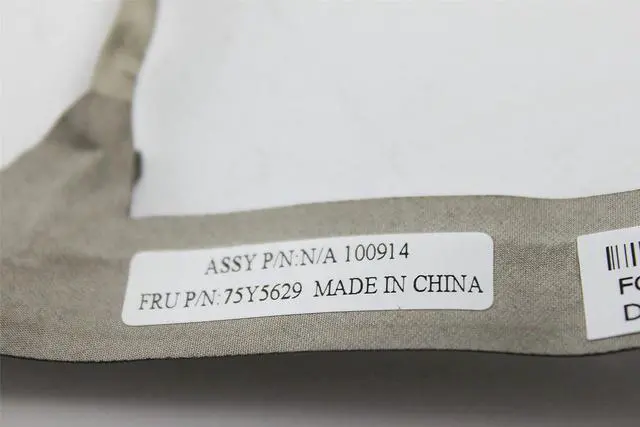 ASSY P/N:N/A 100914
FRU P/N:75Y5629 MADE IN CHINA